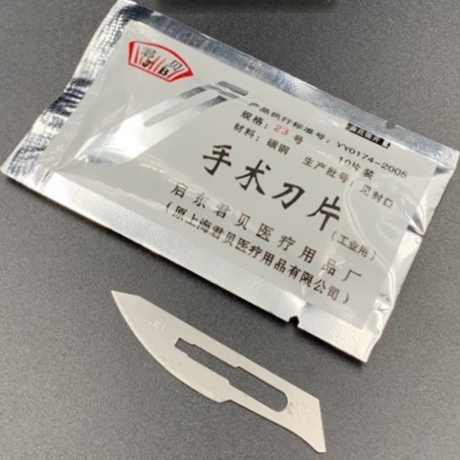 君贝
JB
产品执行标准号：YY0174-2005
规格：23号 10片装
材料：碳钢 生产批号：见封口
手术刀片
（工业用）
启东君贝医疗用品厂
（原上海君贝医疗用品有限公司）